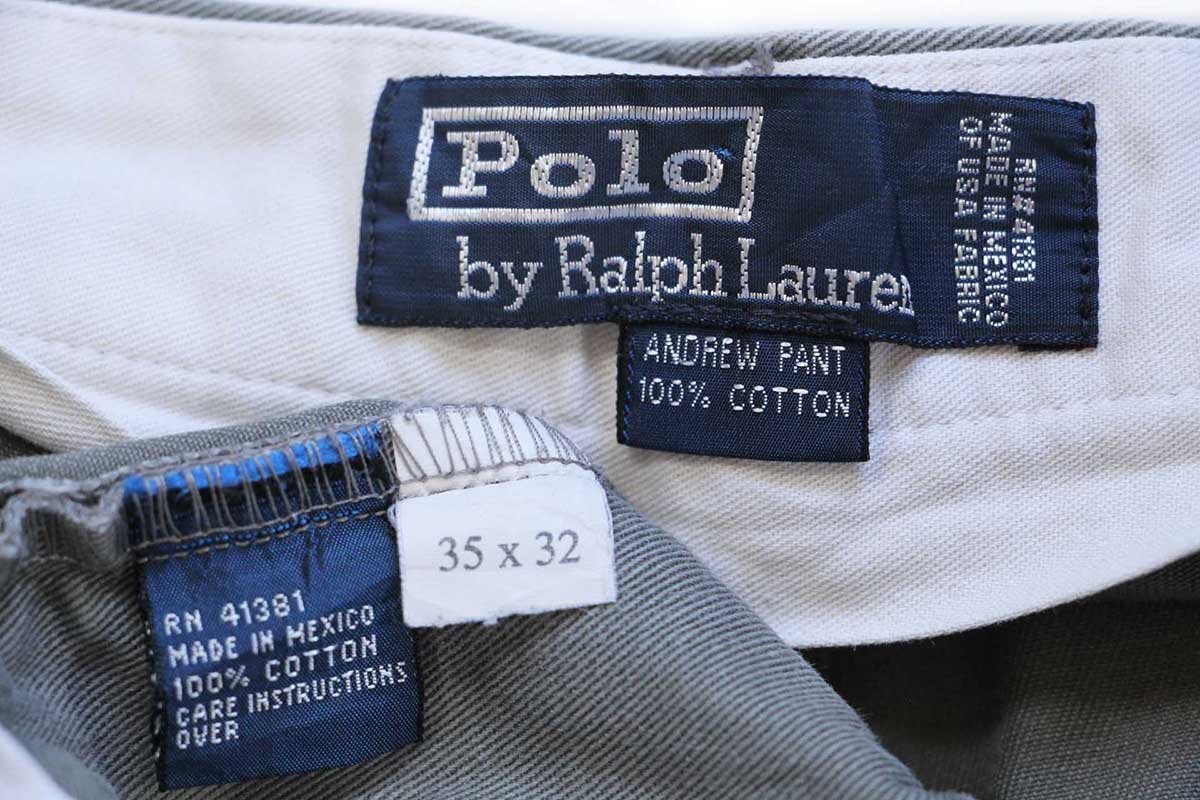 Polo
by Ralph Lauren
RN#41381
MADE IN MEXICO
OF USA FABRIC
ANDREW PANT
100% COTTON
35 x 32
RN 41381
MADE IN MEXICO
100% COTTON
CARE INSTRUCTIONS
OVER